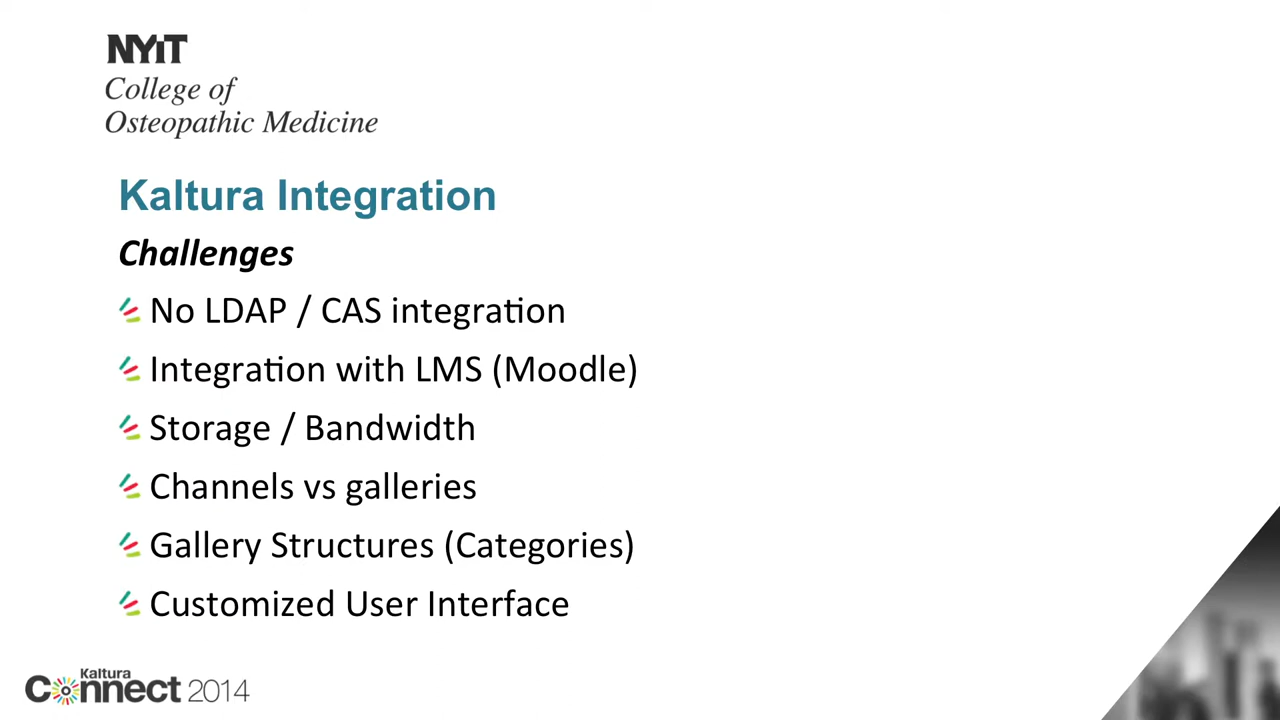 NYIT
College of
Osteopathic Medicine
Kaltura Integration
Challenges
No LDAP / CAS integration
Integration with LMS (Moodle)
Storage / Bandwidth
Channels vs galleries
Gallery Structures (Categories)
Customized User Interface
Kaltura
Connect 2014